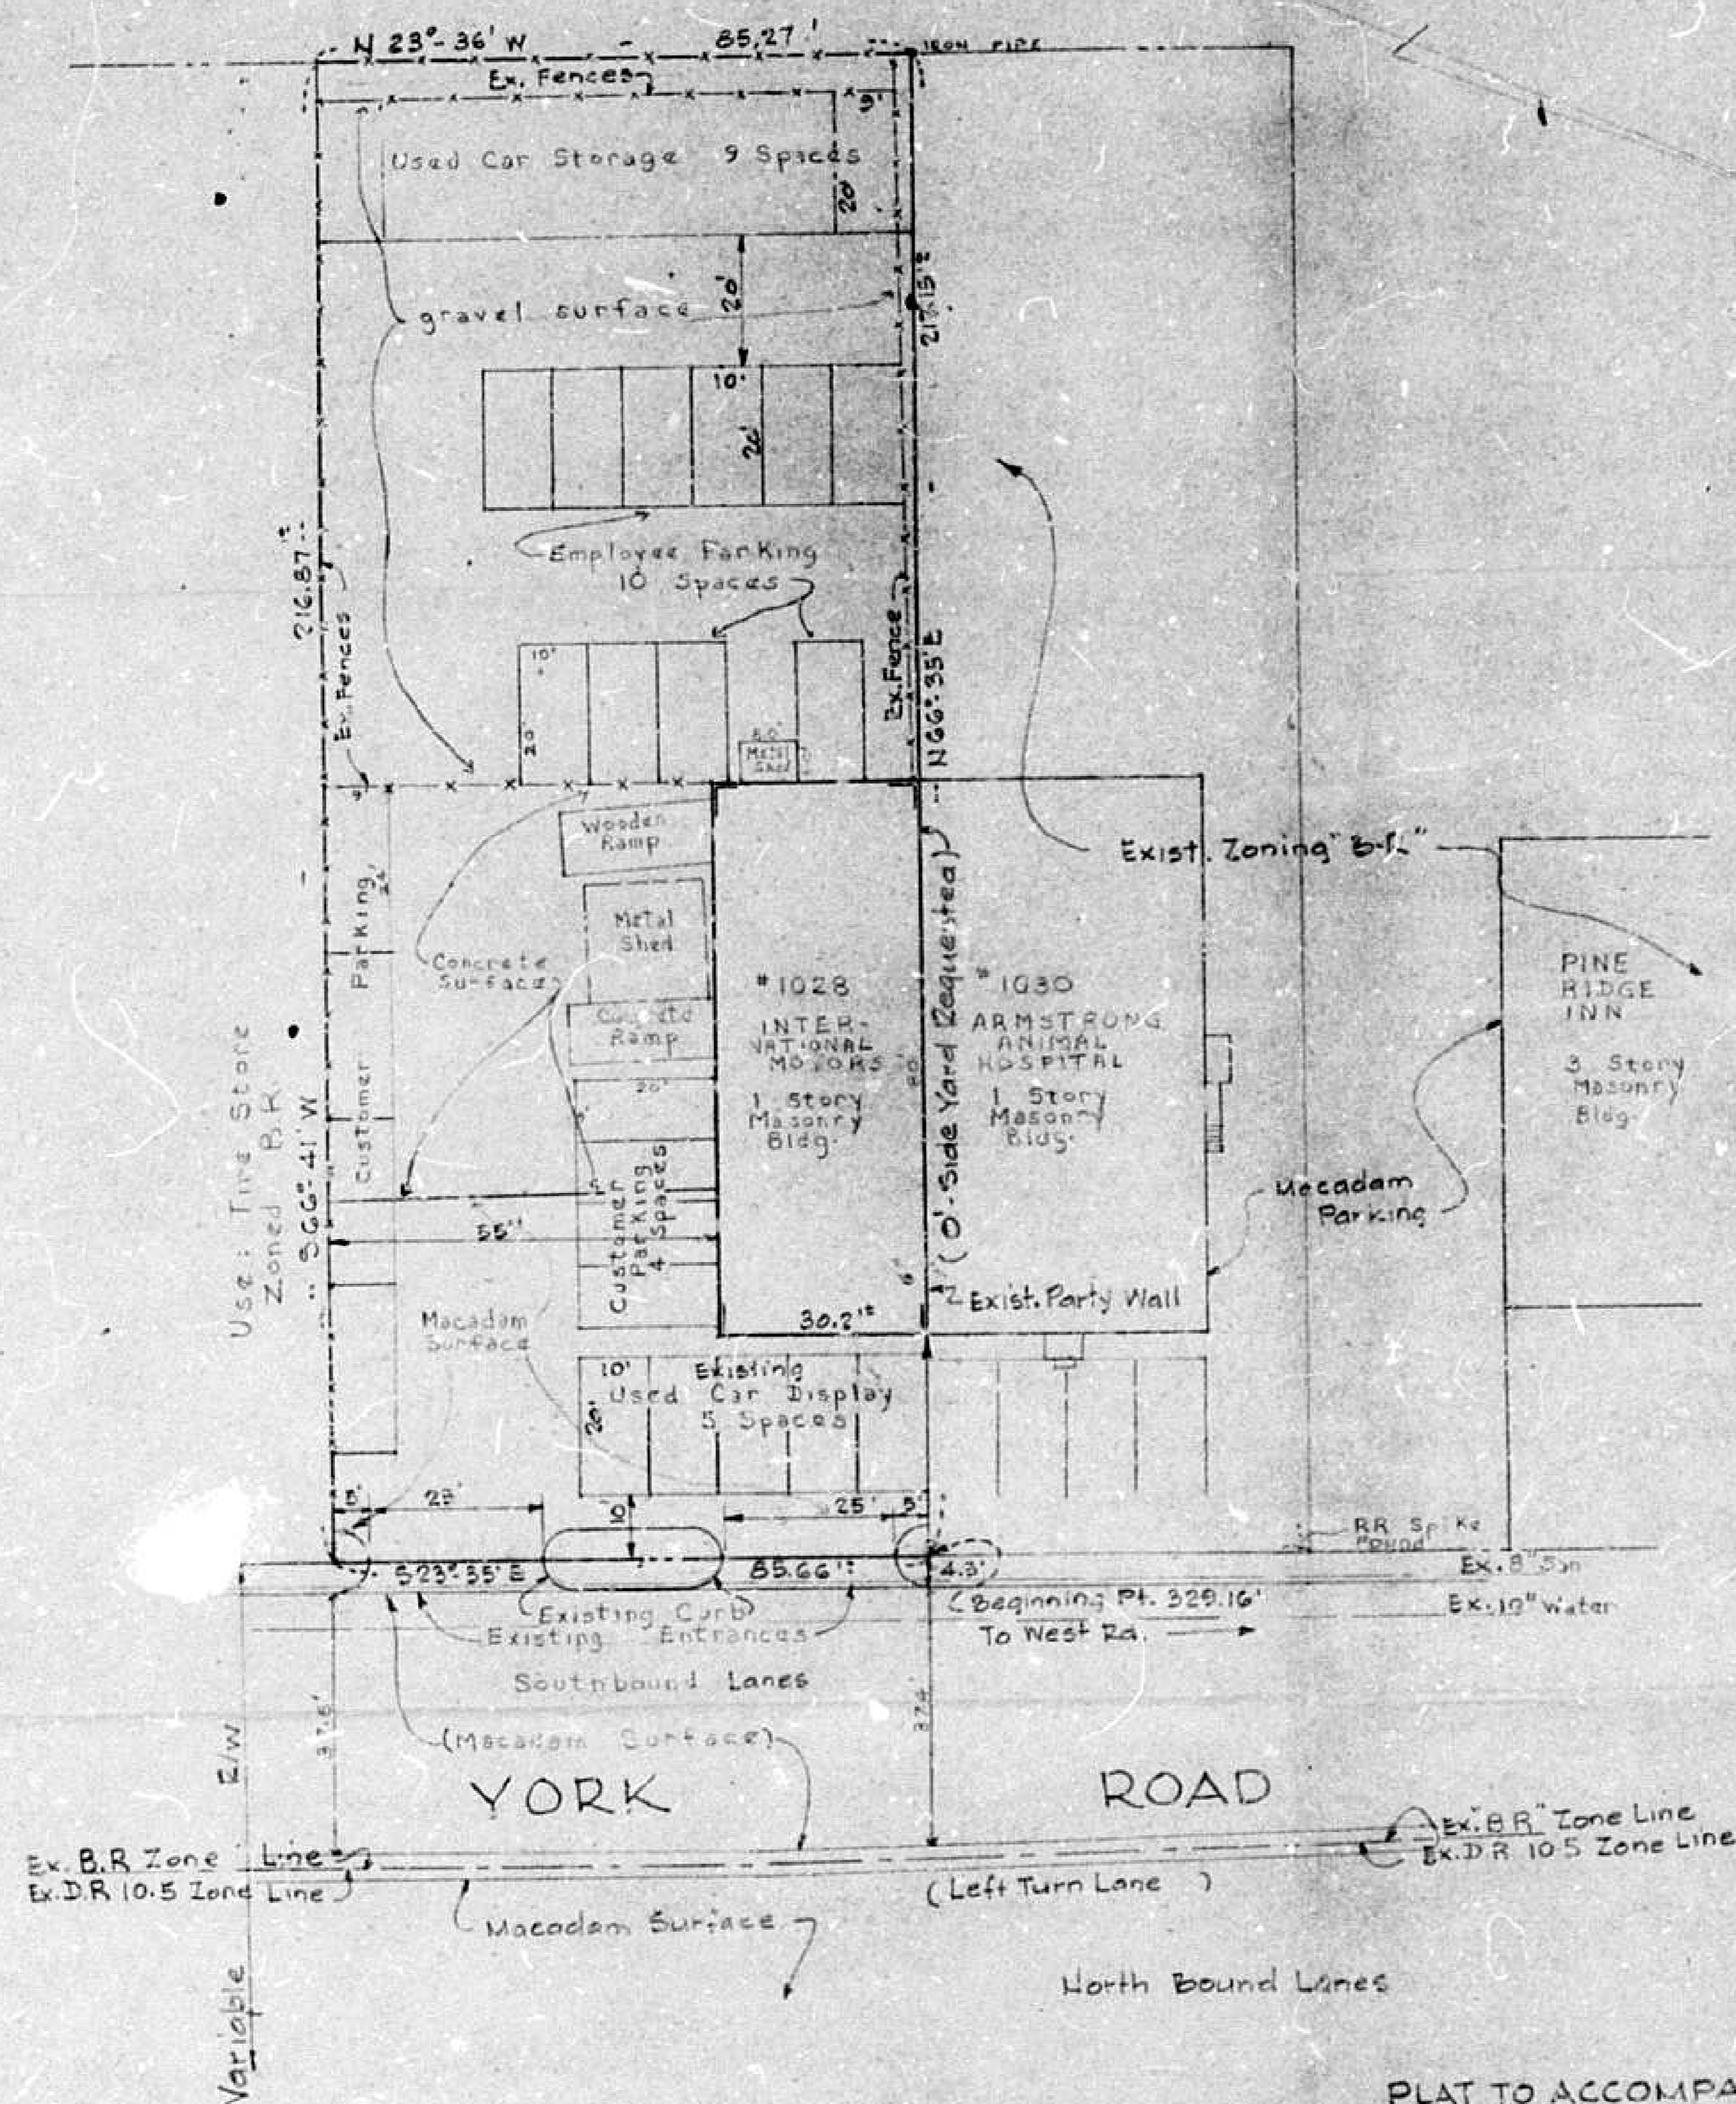 N 23°-36' W - 85.27'
IRON PIPE
Ex. Fences
9'
Used Car Storage 9 Spaces
20'
20'
gravel surface
10'
20'
216.87'±
Employee Parking
10 Spaces
Ex. Fences
Ex. Fence
N 66°-35' E
10'
20'
8.0'
Metal
Shed
Wooden
Ramp
Exist. Zoning
Parking
Metal
Shed
Concrete
Surface
#1028
INTER-
NATIONAL
MOTORS
1 Story
Masonry
Bldg.
(0'-Side Yard Requested)
#1030
ARMSTRONG
ANIMAL
HOSPITAL
1 Story
Masonry
Bldg.
PINE
RIDGE
INN
3 Story
Masonry
Bldg.
Concrete
Ramp
20'
Customer
Use: Tire Store
Zoned B.R
S66°-41' W
Customer
Parking
4 Spaces
Macadam
Parking
55'±
Exist. Party Wall
30.2'±
Macadam
Surface
10'
20'
Existing
Used Car Display
5 Spaces
5'
10'
25'
5'
RR Spike
Found
S23°-35' E
85.66'±
4.3'
Ex. 8" San
Existing Curb
(Beginning Pt. 329.16'
To West Rd.
Ex. Water
Existing Entrances
Southbound Lanes
R/W
(Macadam Surface)
YORK ROAD
Ex. B.R Zone Line
Ex. D.R 10.5 Zone Line
Ex. "B R" Zone Line
Ex. D.R 10.5 Zone Line
(Left Turn Lane )
Macadam Surface
North Bound Lanes
Variable
PLAT TO ACCOMPA